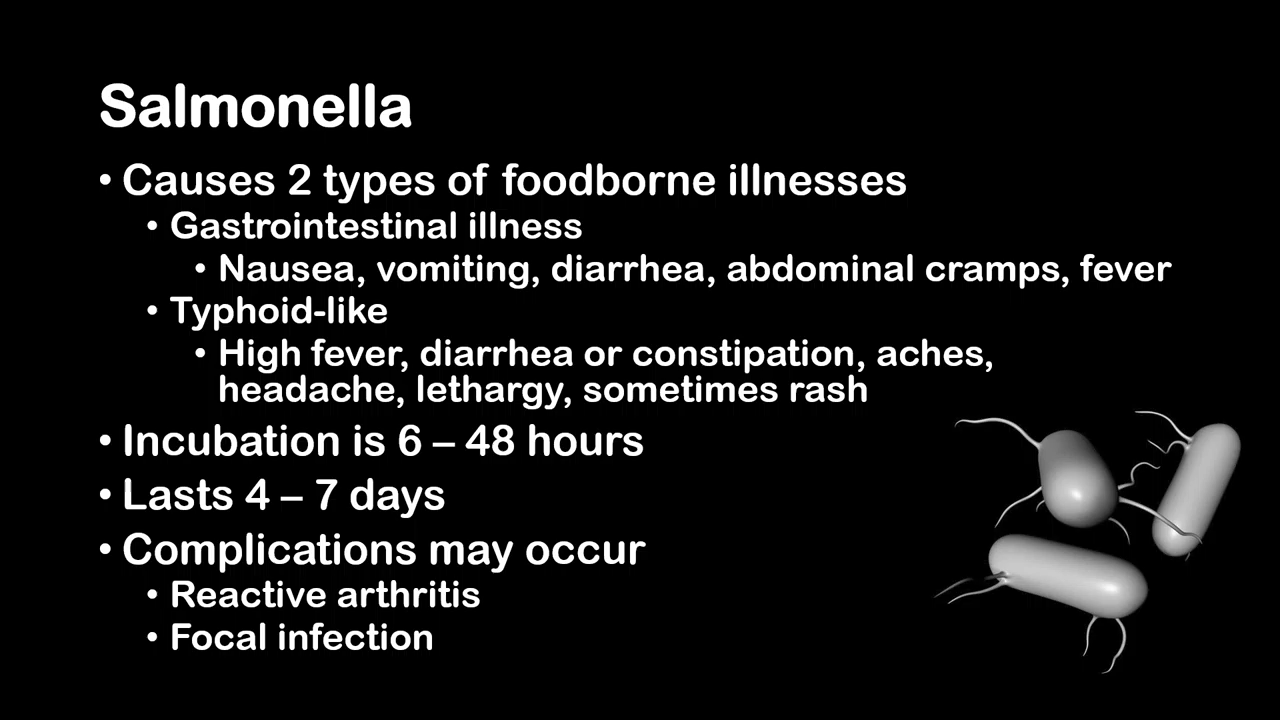 Salmonella
• Causes 2 types of foodborne illnesses
• Gastrointestinal illness
• Nausea, vomiting, diarrhea, abdominal cramps, fever
• Typhoid-like
• High fever, diarrhea or constipation, aches,
headache, lethargy, sometimes rash
• Incubation is 6 – 48 hours
• Lasts 4 – 7 days
• Complications may occur
• Reactive arthritis
• Focal infection